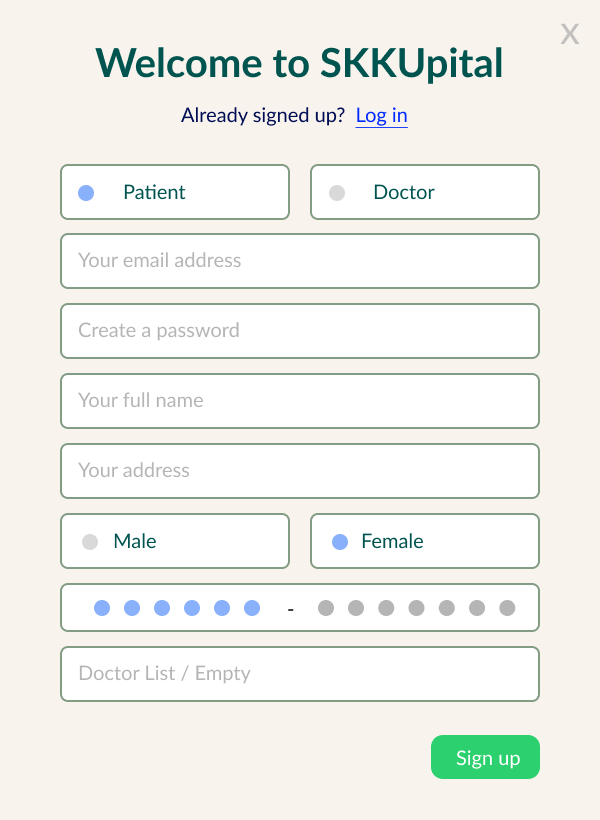 X
Welcome to SKKUpital
Already signed up? Log in
Patient Doctor
Your email address
Create a password
Your full name
Your address
Male Female
-
Doctor List / Empty
Sign up